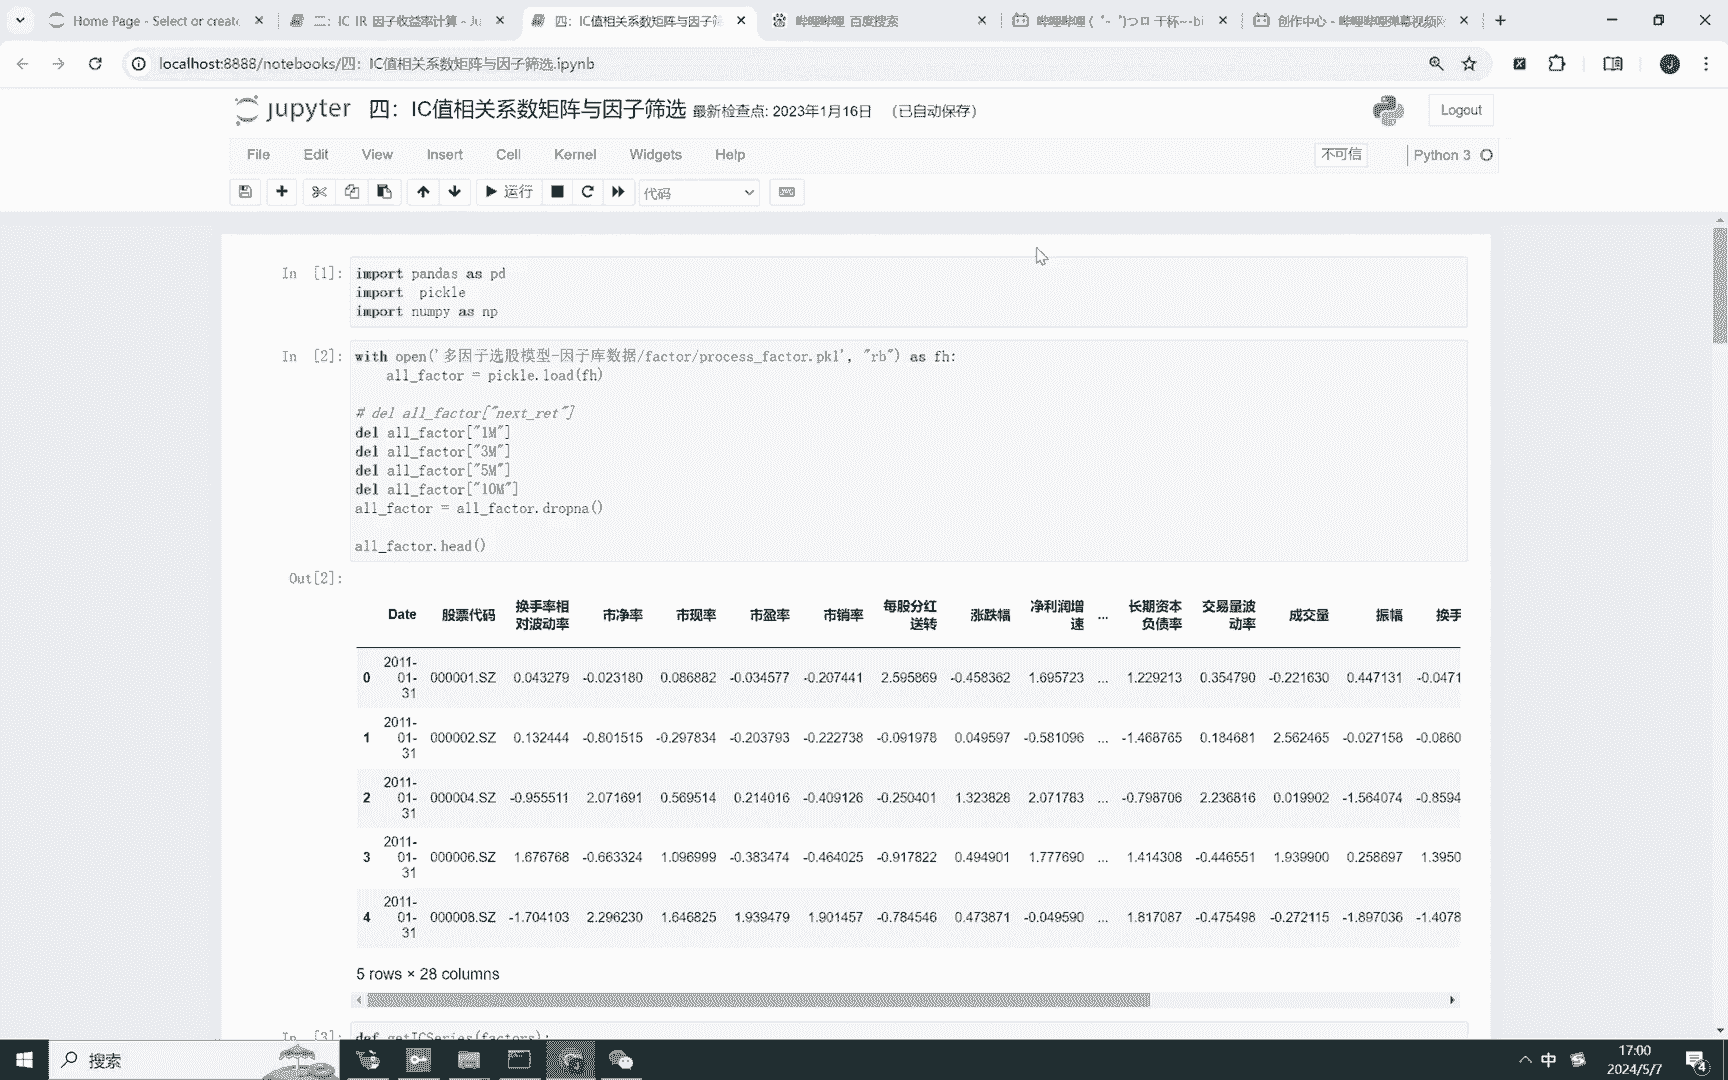 Home Page - Select or create
二：IC IR 因子收益率计算 - Ju
四：IC值相关系数矩阵与因子筛
哔哩哔哩_百度搜索
哔哩哔哩 (゜-゜)つロ 干杯~-bi
创作中心 - 哔哩哔哩弹幕视频网
localhost:8888/notebooks/四：IC值相关系数矩阵与因子筛选.ipynb
jupyter 四：IC值相关系数矩阵与因子筛选 最新检查点: 2023年1月16日 （已自动保存） Logout
File Edit View Insert Cell Kernel Widgets Help 不可信 Python 3
运行 代码
In [1]: import pandas as pd
import pickle
import numpy as np
In [2]: with open('多因子选股模型-因子库数据/factor/process_factor.pkl', "rb") as fh:
all_factor = pickle.load(fh)
# del all_factor["next_ret"]
del all_factor["1M"]
del all_factor["3M"]
del all_factor["5M"]
del all_factor["10M"]
all_factor = all_factor.dropna()
all_factor.head()
Out[2]:
Date 股票代码 换手率相对波动率 市净率 市现率 市盈率 市销率 每股分红送转 涨跌幅 净利润增速 ... 长期资本负债率 交易量波动率 成交量 振幅 换手
0 2011-01-31 000001.SZ 0.043279 -0.023180 0.086882 -0.034577 -0.207441 2.595869 -0.458362 1.695723 ... 1.229213 0.354790 -0.221630 0.447131 -0.0471
1 2011-01-31 000002.SZ 0.132444 -0.801515 -0.297834 -0.203793 -0.222738 -0.091978 0.049597 -0.581096 ... -1.468765 0.184681 2.562465 -0.027158 -0.0860
2 2011-01-31 000004.SZ -0.955511 2.071691 0.569514 0.214016 -0.409126 -0.250401 1.323828 2.071783 ... -0.798706 2.236816 0.019902 -1.564074 -0.8594
3 2011-01-31 000006.SZ 1.676768 -0.663324 1.096999 -0.383474 -0.464025 -0.917822 0.494901 1.777690 ... 1.414308 -0.446551 1.939900 0.258697 1.3950
4 2011-01-31 000008.SZ -1.704103 2.296230 1.646825 1.939479 1.901457 -0.784546 0.473871 -0.049590 ... 1.817087 -0.475498 -0.272115 -1.897036 -1.4078
5 rows × 28 columns
In [3]: def getICSeries(factors):
搜索
中
17:00
2024/5/7
4